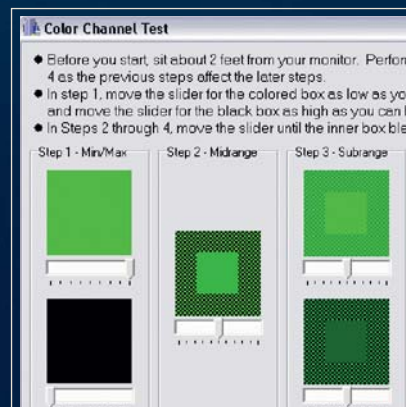 Color Channel Test
Before you start, sit about 2 feet from your monitor. Perfor
4 as the previous steps affect the later steps.
In step 1, move the slider for the colored box as low as yo
and move the slider for the black box as high as you can
In Steps 2 through 4, move the slider until the inner box ble
Step 1 - Min/Max
Step 2 - Midrange
Step 3 - Subrange